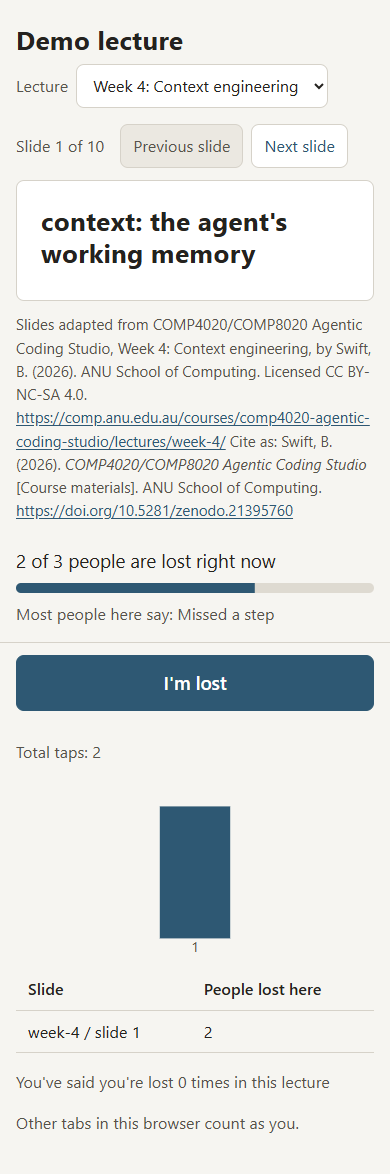 Demo lecture
Lecture Week 4: Context engineering
Slide 1 of 10 Previous slide Next slide
context: the agent's
working memory
Slides adapted from COMP4020/COMP8020 Agentic
Coding Studio, Week 4: Context engineering, by Swift,
B. (2026). ANU School of Computing. Licensed CC BY-
NC-SA 4.0.
https://comp.anu.edu.au/courses/comp4020-agentic-
coding-studio/lectures/week-4/ Cite as: Swift, B.
(2026). COMP4020/COMP8020 Agentic Coding Studio
[Course materials]. ANU School of Computing.
https://doi.org/10.5281/zenodo.21395760
2 of 3 people are lost right now
Most people here say: Missed a step
I'm lost
Total taps: 2
1
Slide People lost here
week-4 / slide 1 2
You've said you're lost 0 times in this lecture
Other tabs in this browser count as you.